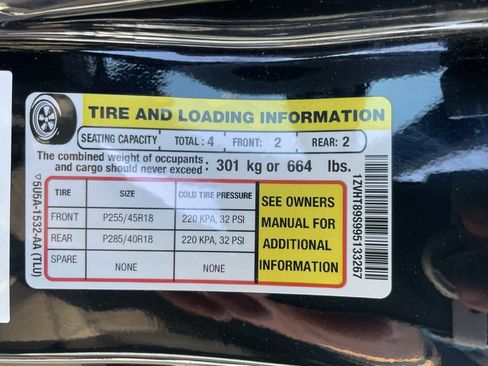 TIRE AND LOADING INFORMATION
SEATING CAPACITY TOTAL: 4 FRONT: 2 REAR: 2
The combined weight of occupants
and cargo should never exceed: 301 kg or 664 lbs.
TIRE SIZE COLD TIRE PRESSURE
FRONT P255/45R18 220 KPA, 32 PSI
REAR P285/40R18 220 KPA, 32 PSI
SPARE NONE NONE
SEE OWNERS
MANUAL FOR
ADDITIONAL
INFORMATION
5U5A-1532-AA (TLU)
1ZVHT89S995133267